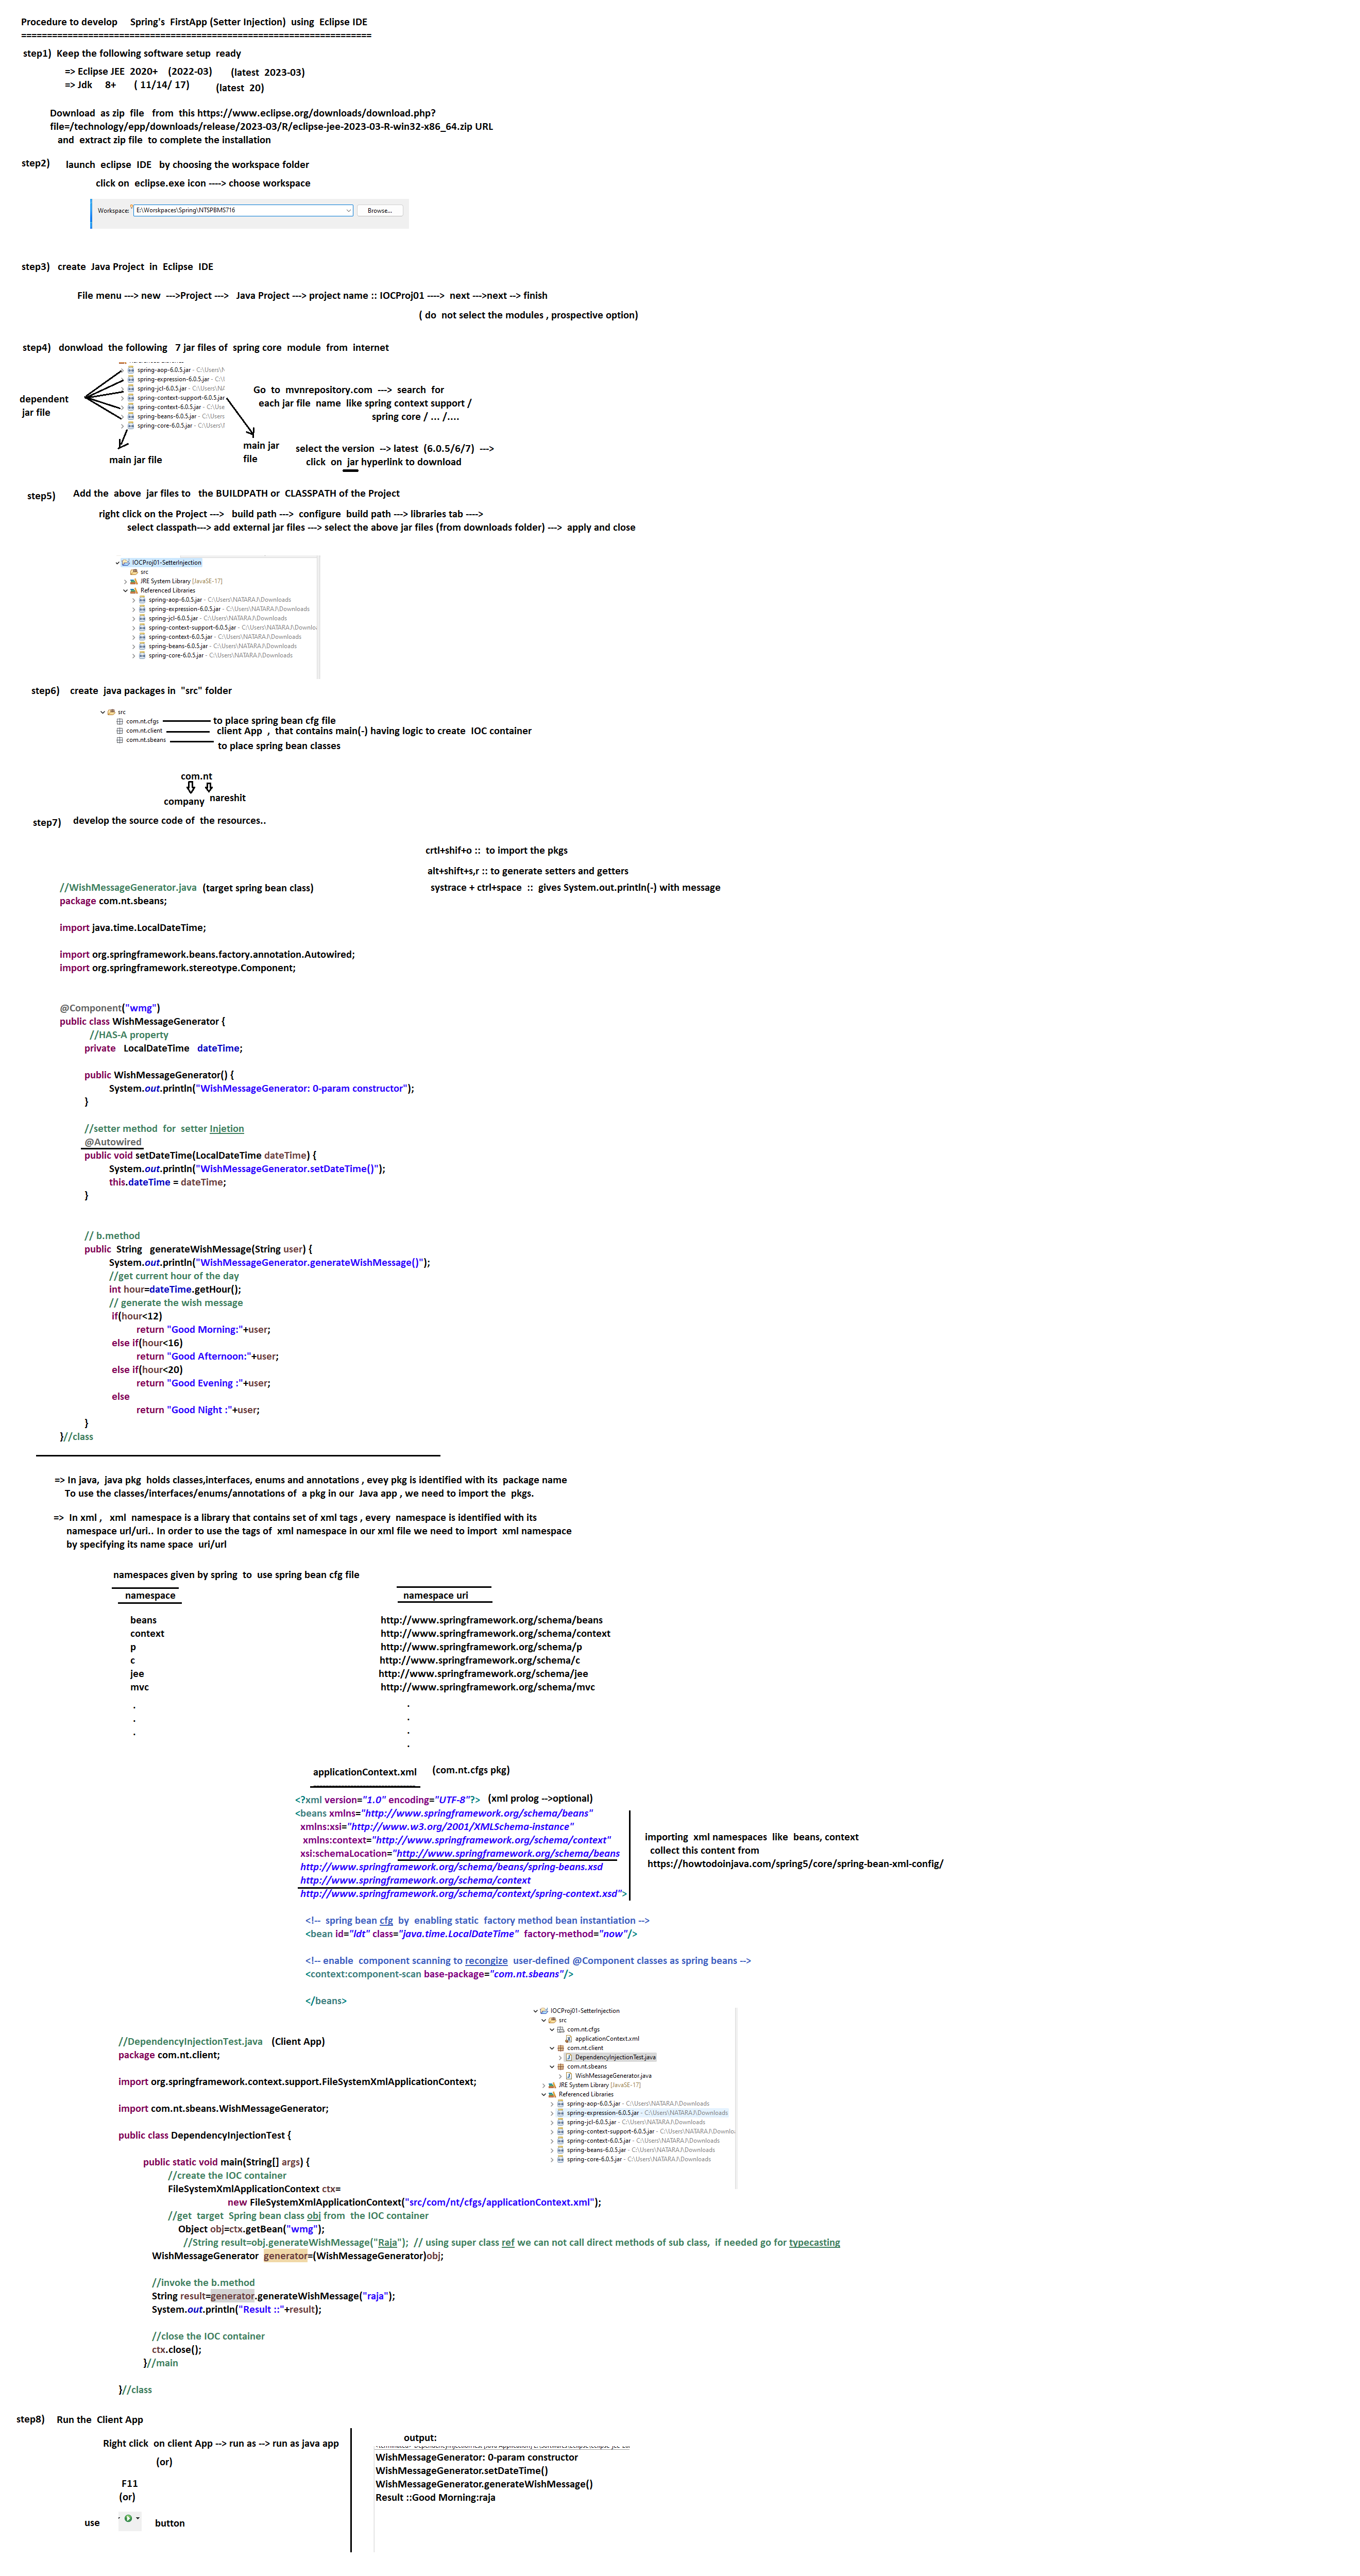 Procedure to develop Spring's FirstApp (Setter Injection) using Eclipse IDE
====================================================================
step1) Keep the following software setup ready
=> Eclipse JEE 2020+ (2022-03) (latest 2023-03)
=> Jdk 8+ ( 11/14/ 17) (latest 20)
Download as zip file from this https://www.eclipse.org/downloads/download.php?
file=/technology/epp/downloads/release/2023-03/R/eclipse-jee-2023-03-R-win32-x86_64.zip URL
and extract zip file to complete the installation
step2) launch eclipse IDE by choosing the workspace folder
click on eclipse.exe icon ----> choose workspace
Workspace: E:\Worskpaces\Spring\NTSPBMS716 Browse...
step3) create Java Project in Eclipse IDE
File menu ---> new --->Project ---> Java Project ---> project name :: IOCProj01 ----> next --->next --> finish
( do not select the modules , prospective option)
step4) donwload the following 7 jar files of spring core module from internet
spring-aop-6.0.5.jar - C:\Users\N
spring-expression-6.0.5.jar - C:\
spring-jcl-6.0.5.jar - C:\Users\NA
spring-context-support-6.0.5.jar
spring-context-6.0.5.jar - C:\Use
spring-beans-6.0.5.jar - C:\Users
spring-core-6.0.5.jar - C:\Users\
dependent
jar file
main jar file
main jar
file
Go to mvnrepository.com ---> search for
each jar file name like spring context support /
spring core / ... /....
select the version --> latest (6.0.5/6/7) --->
click on jar hyperlink to download
step5) Add the above jar files to the BUILDPATH or CLASSPATH of the Project
right click on the Project ---> build path ---> configure build path ---> libraries tab ---->
select classpath---> add external jar files ---> select the above jar files (from downloads folder) ---> apply and close
IOCProj01-SetterInjection
src
JRE System Library [JavaSE-17]
Referenced Libraries
spring-aop-6.0.5.jar - C:\Users\NATARAJ\Downloads
spring-expression-6.0.5.jar - C:\Users\NATARAJ\Downloads
spring-jcl-6.0.5.jar - C:\Users\NATARAJ\Downloads
spring-context-support-6.0.5.jar - C:\Users\NATARAJ\Downlo
spring-context-6.0.5.jar - C:\Users\NATARAJ\Downloads
spring-beans-6.0.5.jar - C:\Users\NATARAJ\Downloads
spring-core-6.0.5.jar - C:\Users\NATARAJ\Downloads
step6) create java packages in "src" folder
src
com.nt.cfgs to place spring bean cfg file
com.nt.client client App , that contains main(-) having logic to create IOC container
com.nt.sbeans to place spring bean classes
com.nt
company nareshit
step7) develop the source code of the resources..
crtl+shif+o :: to import the pkgs
alt+shift+s,r :: to generate setters and getters
systrace + ctrl+space :: gives System.out.println(-) with message
//WishMessageGenerator.java (target spring bean class)
package com.nt.sbeans;
import java.time.LocalDateTime;
import org.springframework.beans.factory.annotation.Autowired;
import org.springframework.stereotype.Component;
@Component("wmg")
public class WishMessageGenerator {
//HAS-A property
private LocalDateTime dateTime;
public WishMessageGenerator() {
System.out.println("WishMessageGenerator: 0-param constructor");
}
//setter method for setter Injetion
@Autowired
public void setDateTime(LocalDateTime dateTime) {
System.out.println("WishMessageGenerator.setDateTime()");
this.dateTime = dateTime;
}
// b.method
public String generateWishMessage(String user) {
System.out.println("WishMessageGenerator.generateWishMessage()");
//get current hour of the day
int hour=dateTime.getHour();
// generate the wish message
if(hour<12)
return "Good Morning:"+user;
else if(hour<16)
return "Good Afternoon:"+user;
else if(hour<20)
return "Good Evening :"+user;
else
return "Good Night :"+user;
}
}//class
=> In java, java pkg holds classes,interfaces, enums and annotations , evey pkg is identified with its package name
To use the classes/interfaces/enums/annotations of a pkg in our Java app , we need to import the pkgs.
=> In xml , xml namespace is a library that contains set of xml tags , every namespace is identified with its
namespace url/uri.. In order to use the tags of xml namespace in our xml file we need to import xml namespace
by specifying its name space uri/url
namespaces given by spring to use spring bean cfg file
namespace namespace uri
beans http://www.springframework.org/schema/beans
context http://www.springframework.org/schema/context
p http://www.springframework.org/schema/p
c http://www.springframework.org/schema/c
jee http://www.springframework.org/schema/jee
mvc http://www.springframework.org/schema/mvc
. .
. .
. .
.
applicationContext.xml (com.nt.cfgs pkg)
<?xml version="1.0" encoding="UTF-8"?> (xml prolog -->optional)
<beans xmlns="http://www.springframework.org/schema/beans"
xmlns:xsi="http://www.w3.org/2001/XMLSchema-instance"
xmlns:context="http://www.springframework.org/schema/context"
xsi:schemaLocation="http://www.springframework.org/schema/beans
http://www.springframework.org/schema/beans/spring-beans.xsd
http://www.springframework.org/schema/context
http://www.springframework.org/schema/context/spring-context.xsd">
importing xml namespaces like beans, context
collect this content from
https://howtodoinjava.com/spring5/core/spring-bean-xml-config/
<!-- spring bean cfg by enabling static factory method bean instantiation -->
<bean id="ldt" class="java.time.LocalDateTime" factory-method="now"/>
<!-- enable component scanning to recongize user-defined @Component classes as spring beans -->
<context:component-scan base-package="com.nt.sbeans"/>
</beans>
IOCProj01-SetterInjection
src
com.nt.cfgs
applicationContext.xml
com.nt.client
DependencyInjectionTest.java
com.nt.sbeans
WishMessageGenerator.java
JRE System Library [JavaSE-17]
Referenced Libraries
spring-aop-6.0.5.jar - C:\Users\NATARAJ\Downloads
spring-expression-6.0.5.jar - C:\Users\NATARAJ\Downloads
spring-jcl-6.0.5.jar - C:\Users\NATARAJ\Downloads
spring-context-support-6.0.5.jar - C:\Users\NATARAJ\Downlo
spring-context-6.0.5.jar - C:\Users\NATARAJ\Downloads
spring-beans-6.0.5.jar - C:\Users\NATARAJ\Downloads
spring-core-6.0.5.jar - C:\Users\NATARAJ\Downloads
//DependencyInjectionTest.java (Client App)
package com.nt.client;
import org.springframework.context.support.FileSystemXmlApplicationContext;
import com.nt.sbeans.WishMessageGenerator;
public class DependencyInjectionTest {
public static void main(String[] args) {
//create the IOC container
FileSystemXmlApplicationContext ctx=
new FileSystemXmlApplicationContext("src/com/nt/cfgs/applicationContext.xml");
//get target Spring bean class obj from the IOC container
Object obj=ctx.getBean("wmg");
//String result=obj.generateWishMessage("Raja"); // using super class ref we can not call direct methods of sub class, if needed go for typecasting
WishMessageGenerator generator=(WishMessageGenerator)obj;
//invoke the b.method
String result=generator.generateWishMessage("raja");
System.out.println("Result ::"+result);
//close the IOC container
ctx.close();
}//main
}//class
step8) Run the Client App
Right click on client App --> run as --> run as java app
(or)
F11
(or)
use button
output:
WishMessageGenerator: 0-param constructor
WishMessageGenerator.setDateTime()
WishMessageGenerator.generateWishMessage()
Result ::Good Morning:raja